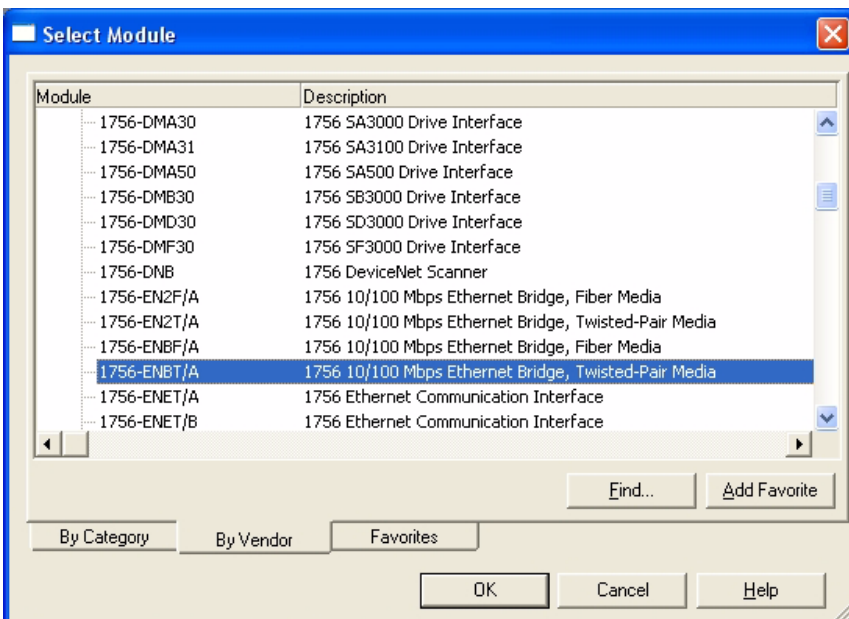 Select Module
Module Description
1756-DMA30 1756 SA3000 Drive Interface
1756-DMA31 1756 SA3100 Drive Interface
1756-DMA50 1756 SA500 Drive Interface
1756-DMB30 1756 SB3000 Drive Interface
1756-DMD30 1756 SD3000 Drive Interface
1756-DMF30 1756 SF3000 Drive Interface
1756-DNB 1756 DeviceNet Scanner
1756-EN2F/A 1756 10/100 Mbps Ethernet Bridge, Fiber Media
1756-EN2T/A 1756 10/100 Mbps Ethernet Bridge, Twisted-Pair Media
1756-ENBF/A 1756 10/100 Mbps Ethernet Bridge, Fiber Media
1756-ENBT/A 1756 10/100 Mbps Ethernet Bridge, Twisted-Pair Media
1756-ENET/A 1756 Ethernet Communication Interface
1756-ENET/B 1756 Ethernet Communication Interface
Find... Add Favorite
By Category By Vendor Favorites
OK Cancel Help